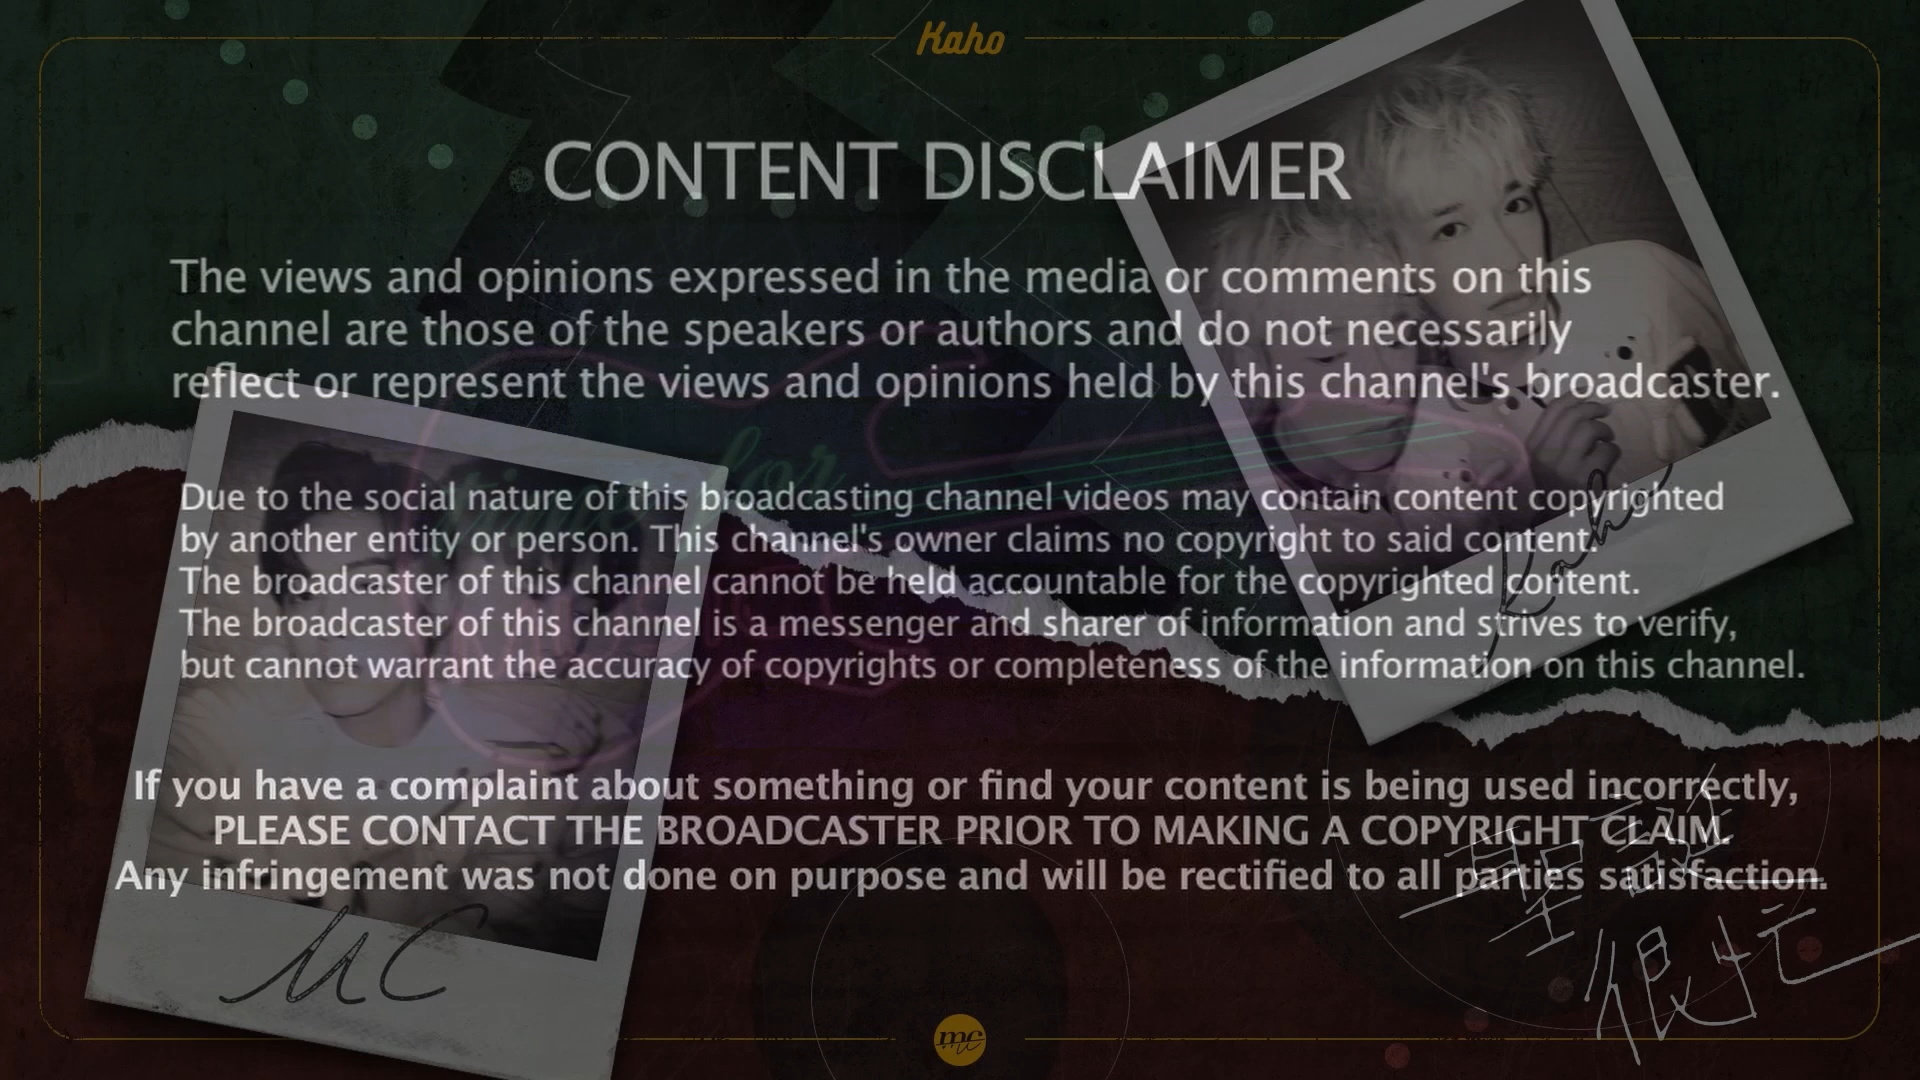 Kaho
CONTENT DISCLAIMER
The views and opinions expressed in the media or comments on this
channel are those of the speakers or authors and do not necessarily
reflect or represent the views and opinions held by this channel's broadcaster.
time for
Due to the social nature of this broadcasting channel videos may contain content copyrighted
by another entity or person. This channel's owner claims no copyright to said content.
The broadcaster of this channel cannot be held accountable for the copyrighted content.
The broadcaster of this channel is a messenger and sharer of information and strives to verify,
but cannot warrant the accuracy of copyrights or completeness of the information on this channel.
Kaho
If you have a complaint about something or find your content is being used incorrectly,
PLEASE CONTACT THE BROADCASTER PRIOR TO MAKING A COPYRIGHT CLAIM.
Any infringement was not done on purpose and will be rectified to all parties satisfaction.
MC
聖誕
很忙
mc